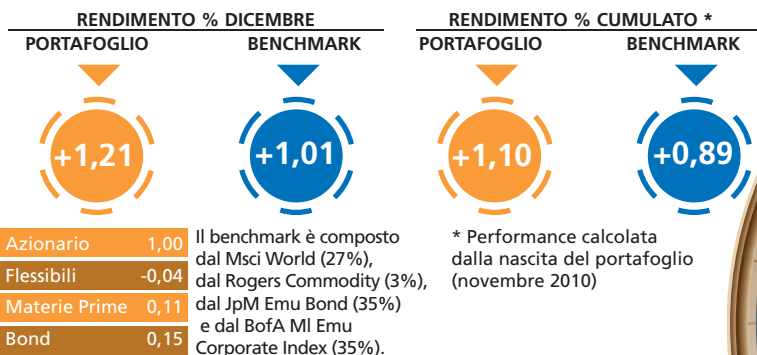 RENDIMENTO % DICEMBRE
PORTAFOGLIO BENCHMARK
+1,21 +1,01
RENDIMENTO % CUMULATO *
PORTAFOGLIO BENCHMARK
+1,10 +0,89
Azionario 1,00
Flessibili -0,04
Materie Prime 0,11
Bond 0,15
Il benchmark è composto
dal Msci World (27%),
dal Rogers Commodity (3%),
dal JpM Emu Bond (35%)
e dal BofA Ml Emu
Corporate Index (35%).
* Performance calcolata
dalla nascita del portafoglio
(novembre 2010)